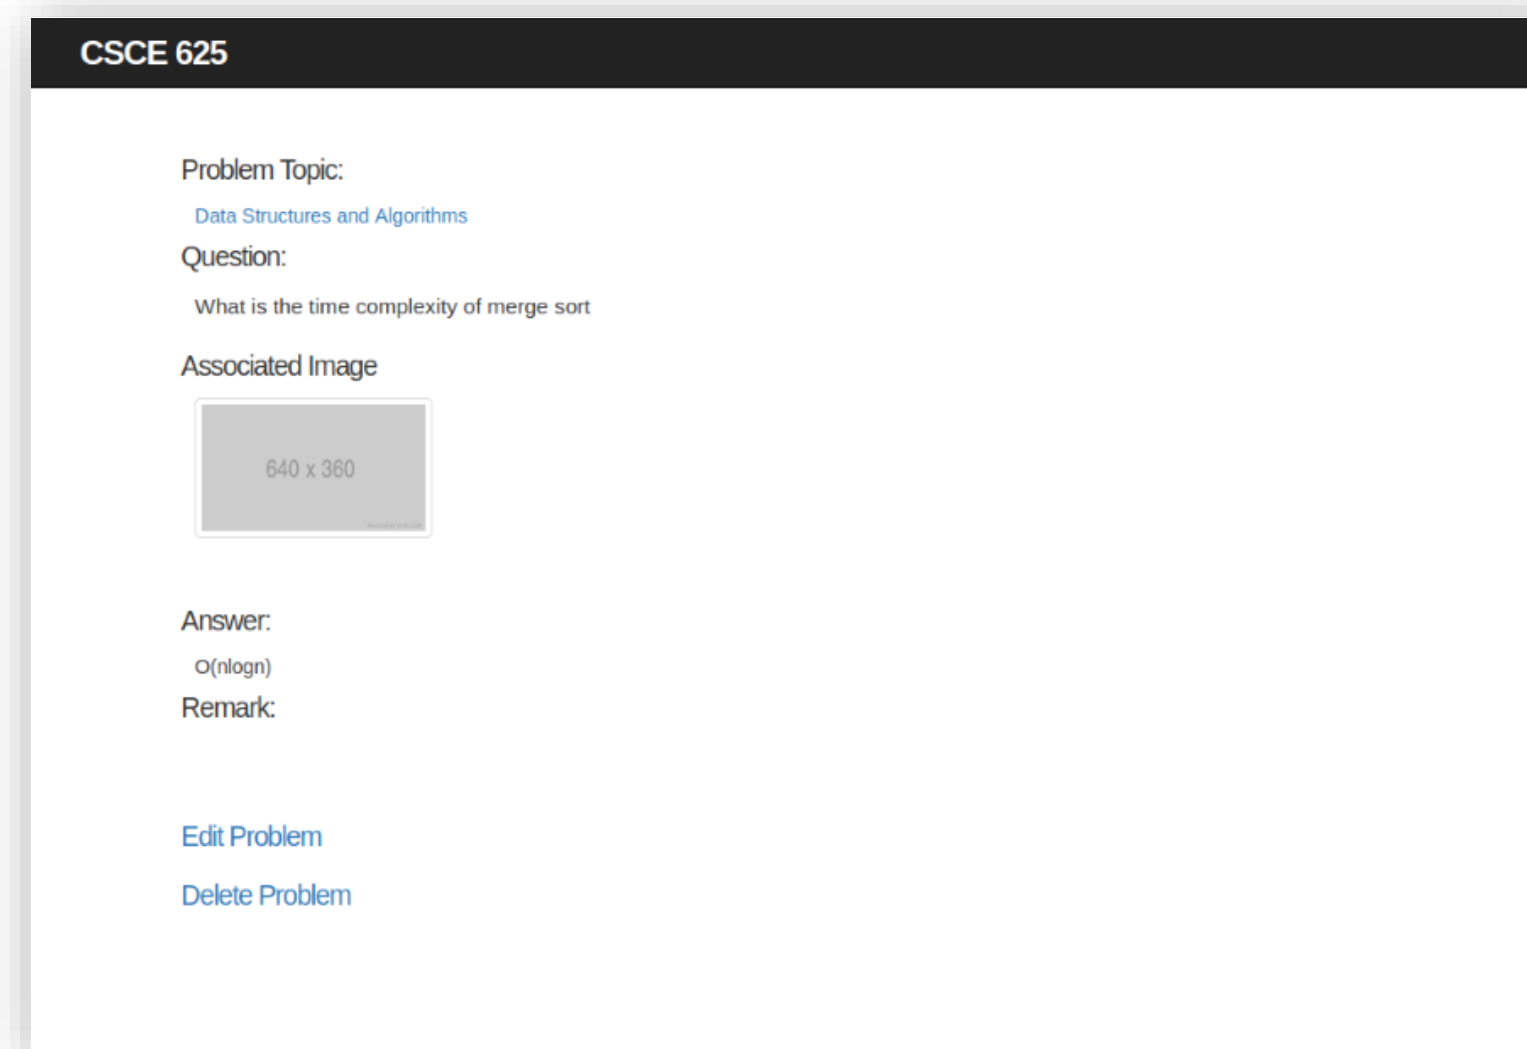 CSCE 625
Problem Topic:
Data Structures and Algorithms
Question:
What is the time complexity of merge sort
Associated Image
640 x 360
Answer:
O(nlogn)
Remark:
Edit Problem
Delete Problem